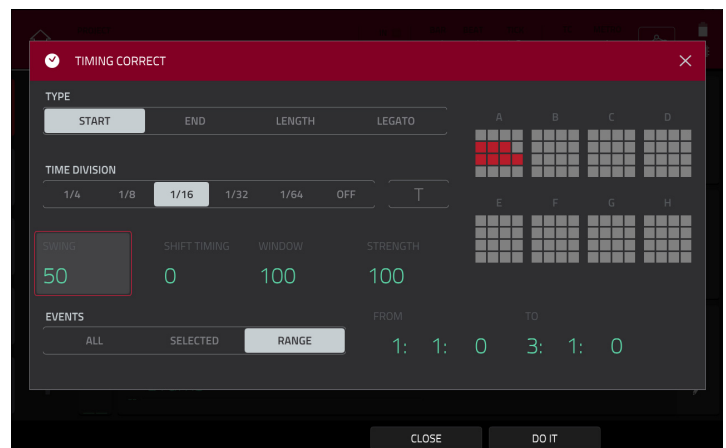 TIMING CORRECT
TYPE
START END LENGTH LEGATO
A B C D
TIME DIVISION
1/4 1/8 1/16 1/32 1/64 OFF T
E F G H
SWING SHIFT TIMING WINDOW STRENGTH
50 0 100 100
EVENTS FROM TO
ALL SELECTED RANGE 1: 1: 0 3: 1: 0
CLOSE DO IT